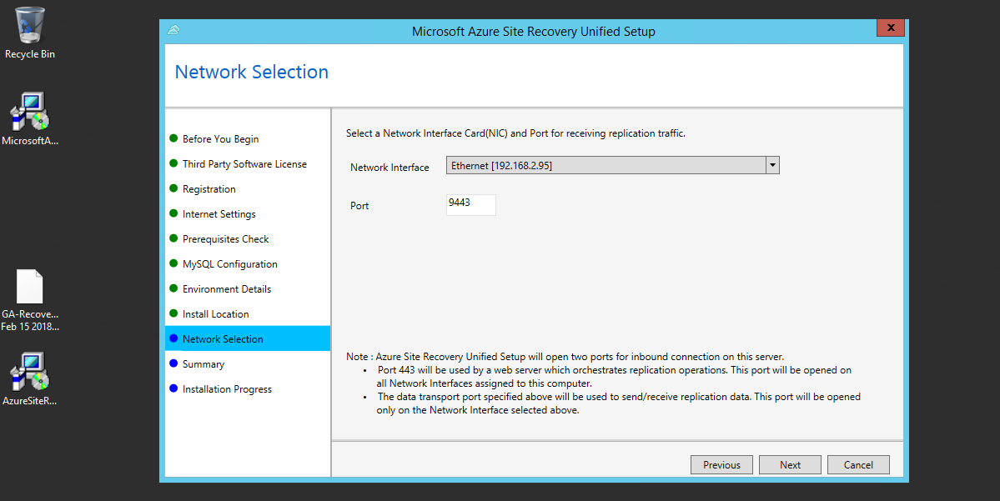 Recycle Bin
MicrosoftA...
GA-Recove...
Feb 15 2018...
AzureSiteR...
Microsoft Azure Site Recovery Unified Setup
x
Network Selection
Before You Begin
Third Party Software License
Registration
Internet Settings
Prerequisites Check
MySQL Configuration
Environment Details
Install Location
Network Selection
Summary
Installation Progress
Select a Network Interface Card(NIC) and Port for receiving replication traffic.
Network Interface Ethernet [192.168.2.95]
Port 9443
Note : Azure Site Recovery Unified Setup will open two ports for inbound connection on this server.
• Port 443 will be used by a web server which orchestrates replication operations. This port will be opened on
all Network Interfaces assigned to this computer.
• The data transport port specified above will be used to send/receive replication data. This port will be opened
only on the Network Interface selected above.
Previous Next Cancel